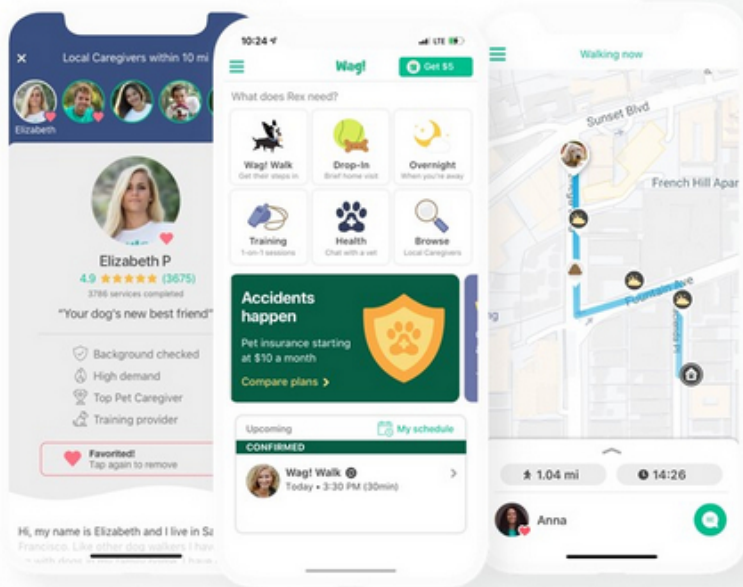 Local Caregivers within 10 mi
Elizabeth
Elizabeth P
4.9 ★★★★★ (3675)
3786 services completed
"Your dog's new best friend"
Background checked
High demand
Top Pet Caregiver
Training provider
Favorited!
Tap again to remove
Hi, my name is Elizabeth and I live in Sa
Francisco. Like other dog walkers I hav
10:24
LTE
Wag!
Get $5
What does Rex need?
Wag! Walk
Get their steps in
Drop-In
Brief home visit
Overnight
When you're away
Training
1-on-1 sessions
Health
Chat with a vet
Browse
Local Caregivers
Accidents
happen
Pet insurance starting
at $10 a month
Compare plans >
Upcoming
My schedule
CONFIRMED
Wag! Walk
Today • 3:30 PM (30min)
Walking now
Sunset Blvd
French Hill Apar
Fountain Ave
1.04 mi
14:26
Anna